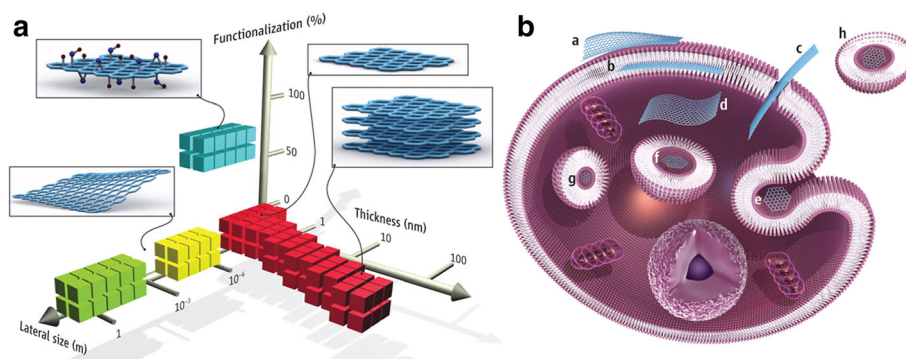 a
Functionalization (%)
100
50
0
1
Thickness (nm)
10
100
10⁻⁶
10⁻³
1
Lateral size (m)
b
a
b
c
d
e
f
g
h